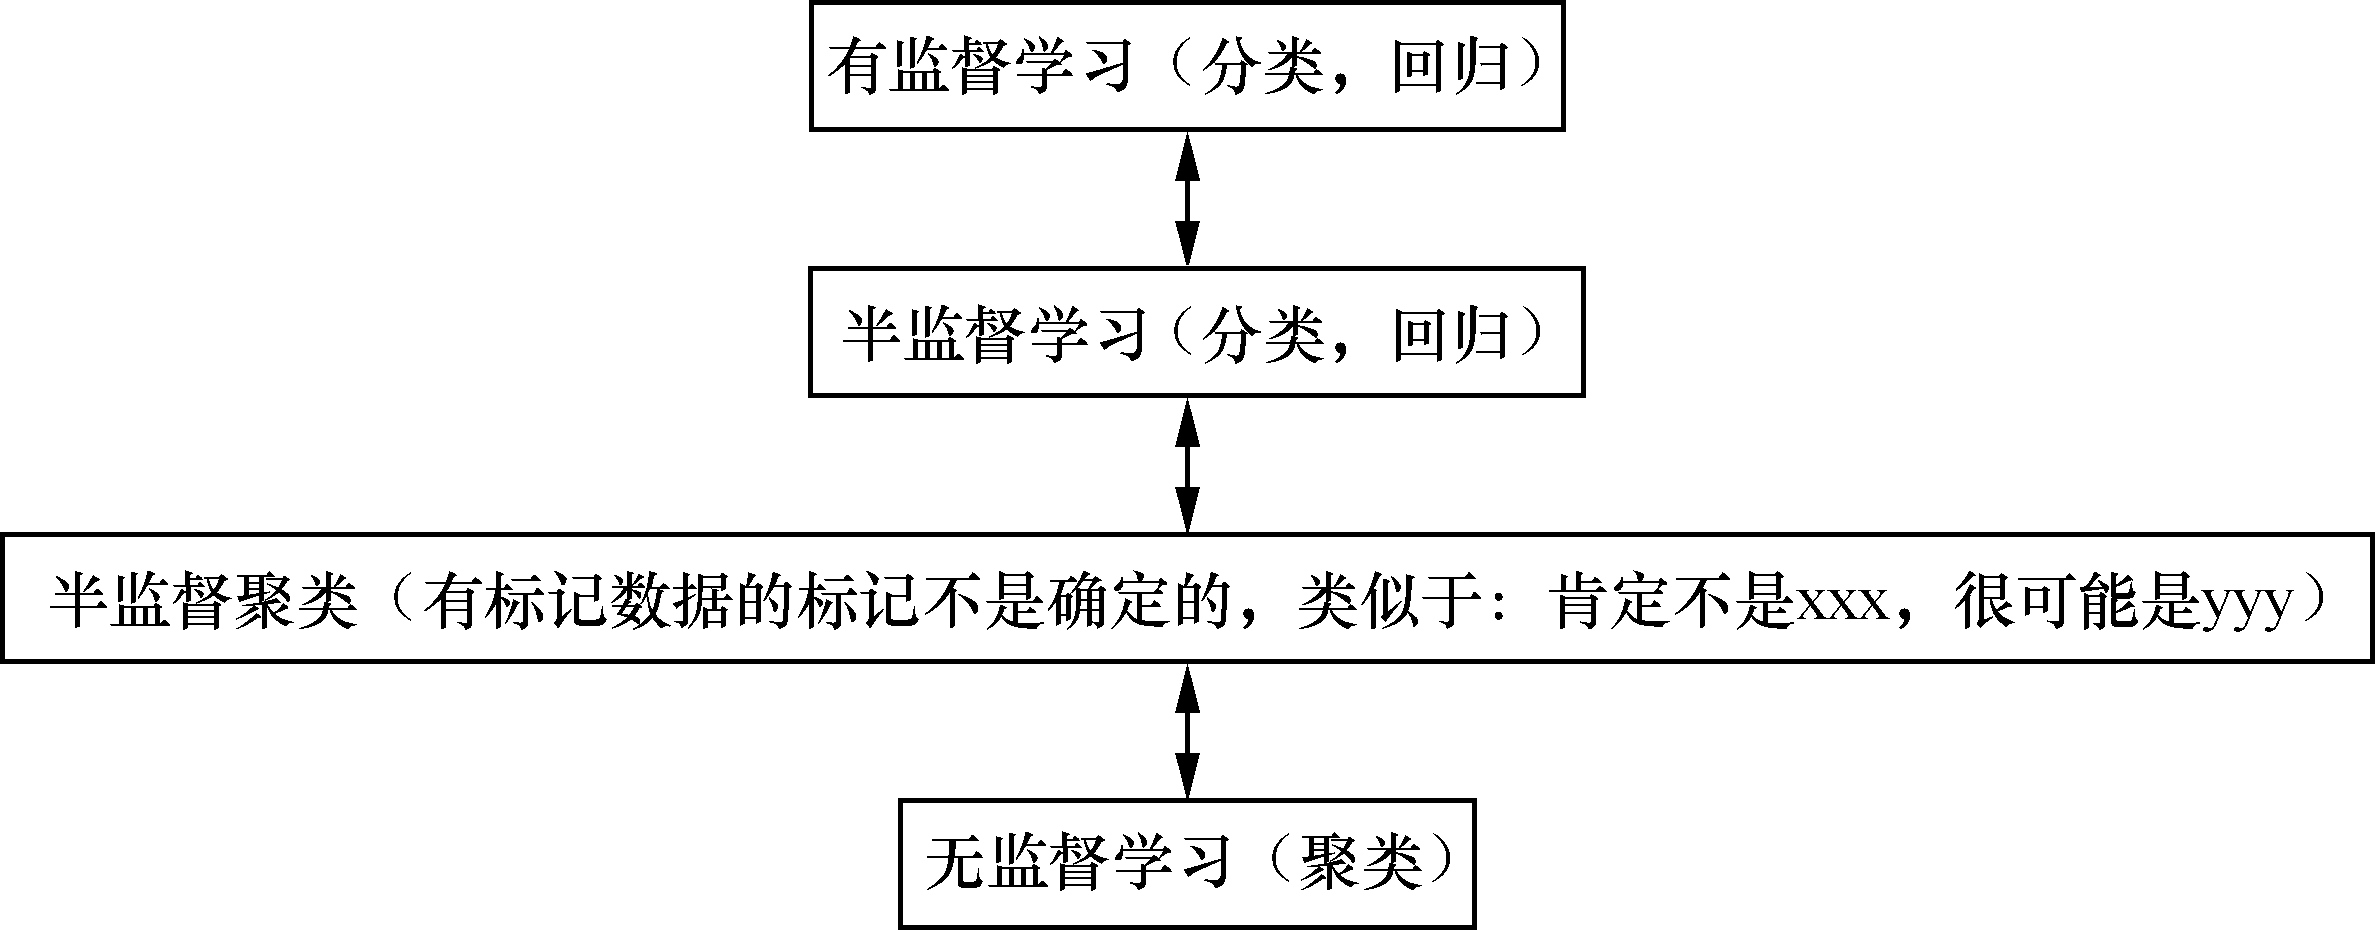 有监督学习（分类，回归）
半监督学习（分类，回归）
半监督聚类（有标记数据的标记不是确定的，类似于：肯定不是xxx，很可能是yyy）
无监督学习（聚类）